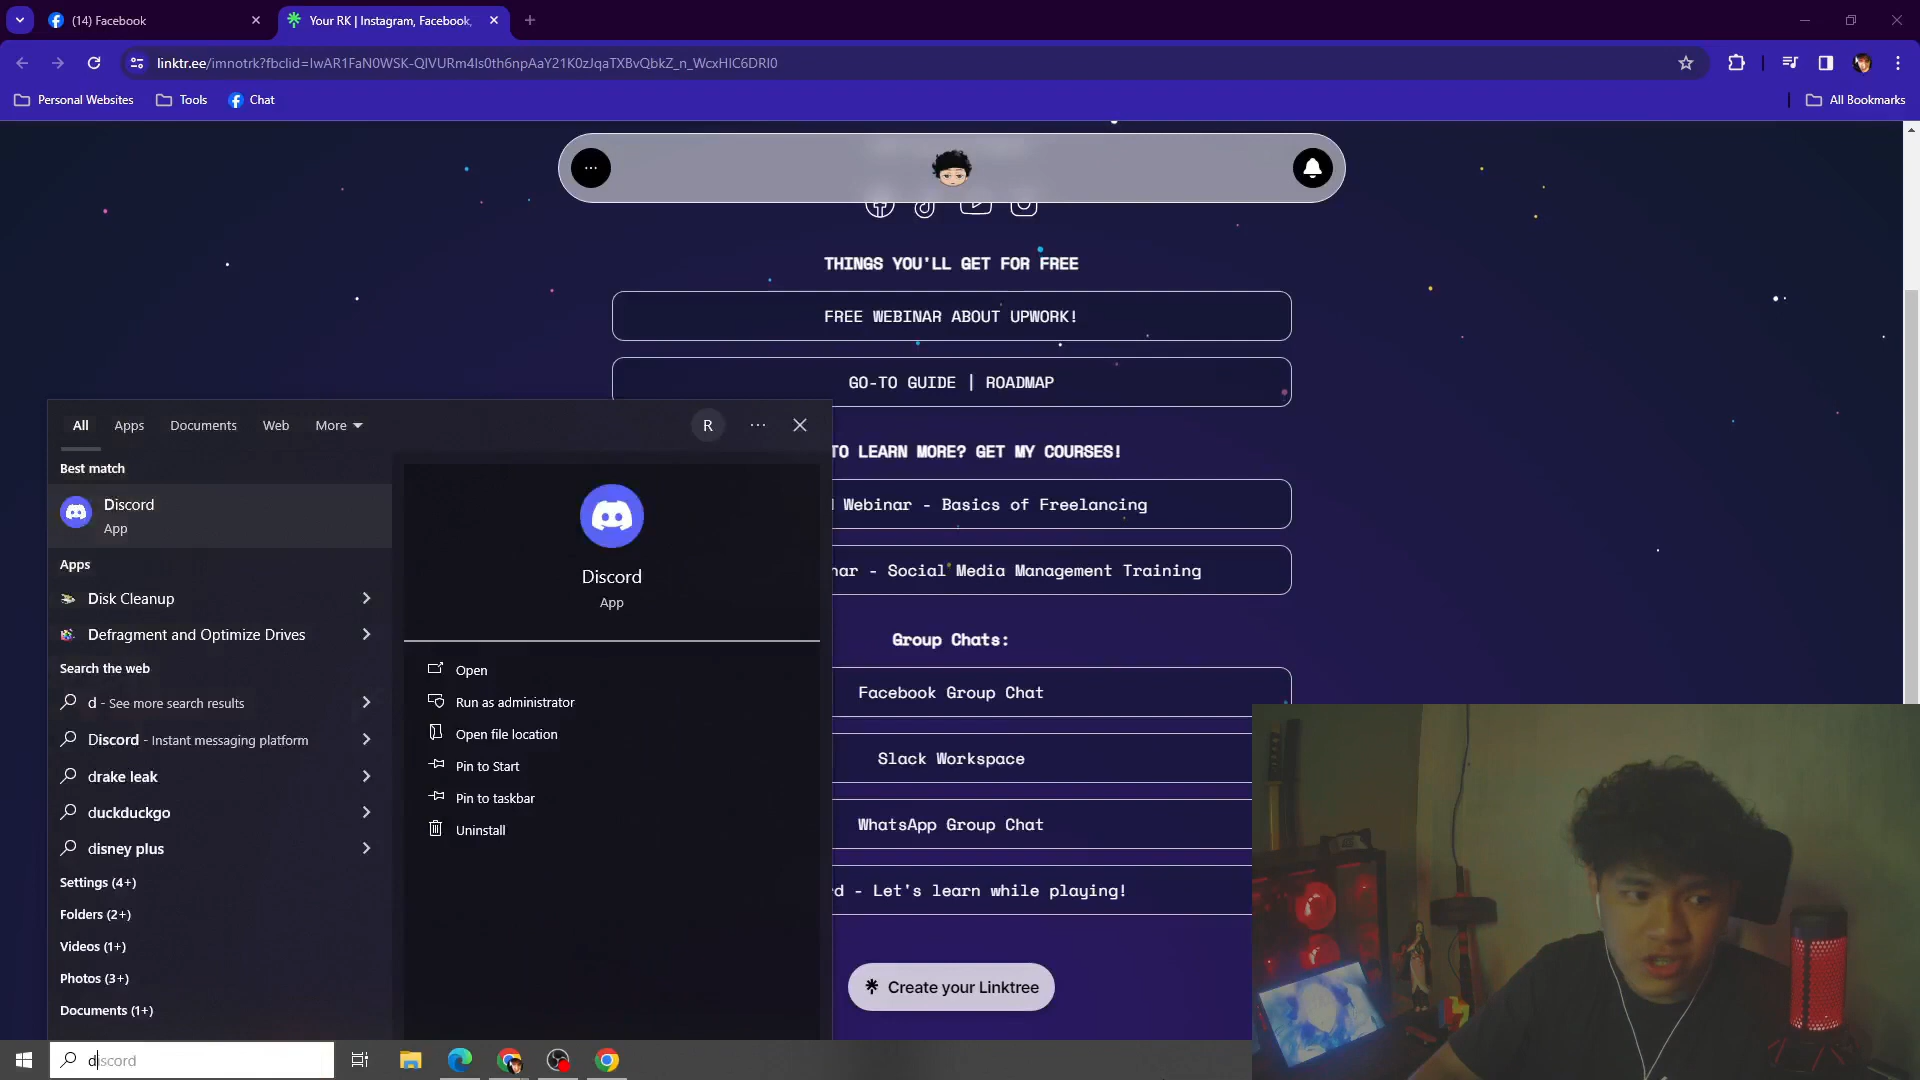 (14) Facebook
Your RK | Instagram, Facebook,
linktr.ee/imnotrk?fbclid=IwAR1FaN0WSK-QlVURm4Is0th6npAaY21K0zJqaTXBvQbkZ_n_WcxHIC6DRI0
Personal Websites
Tools
Chat
All Bookmarks
THINGS YOU'LL GET FOR FREE
FREE WEBINAR ABOUT UPWORK!
GO-TO GUIDE | ROADMAP
TO LEARN MORE? GET MY COURSES!
Webinar - Basics of Freelancing
nar - Social Media Management Training
Group Chats:
Facebook Group Chat
Slack Workspace
WhatsApp Group Chat
rd - Let's learn while playing!
Create your Linktree
All
Apps
Documents
Web
More
R
Best match
Discord
App
Apps
Disk Cleanup
Defragment and Optimize Drives
Search the web
d - See more search results
Discord - Instant messaging platform
drake leak
duckduckgo
disney plus
Settings (4+)
Folders (2+)
Videos (1+)
Photos (3+)
Documents (1+)
Discord
App
Open
Run as administrator
Open file location
Pin to Start
Pin to taskbar
Uninstall
discord